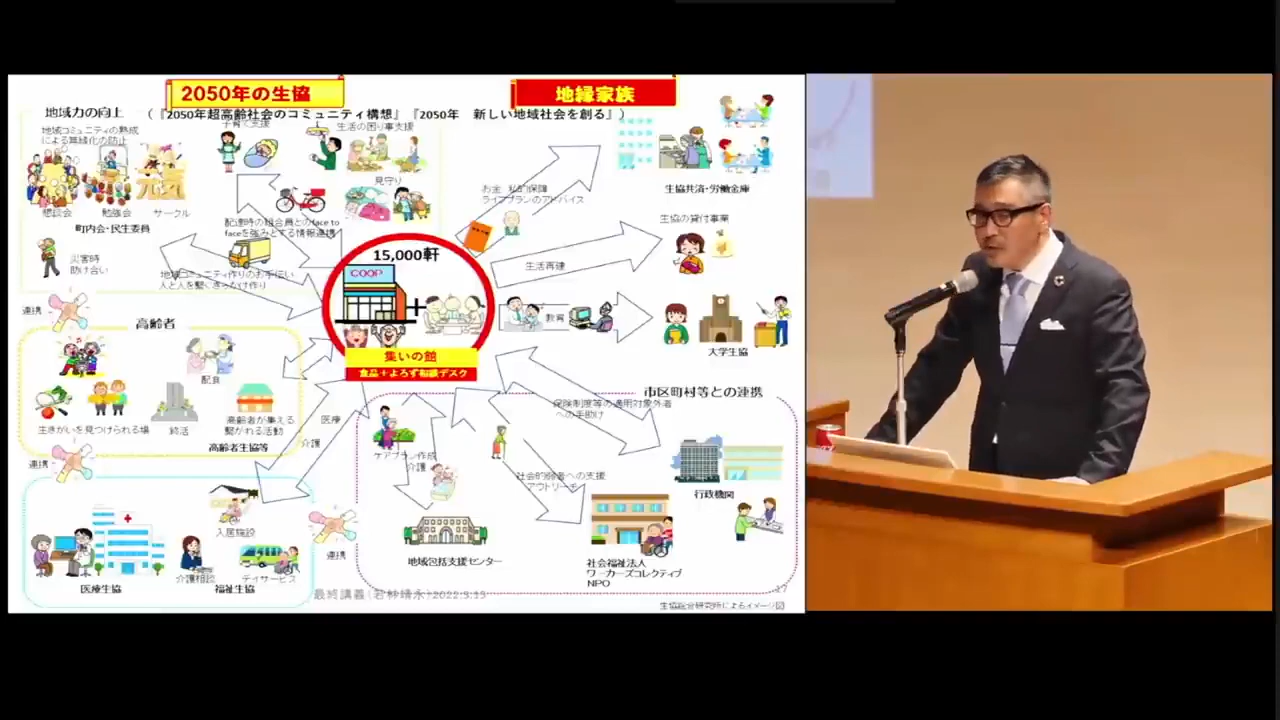 2050年の生協
地縁家族
地域力の向上
(『2050年超高齢社会のコミュニティ構想』『2050年 新しい地域社会を創る』)
地域コミュニティの熟成
による無縁化の防止
子育て支援
生活の困り事支援
見守り
懇談会
勉強会
サークル
町内会・民生委員
配達時の組合員とのface to
faceを強みとする情報連携
災害時
助け合い
地域コミュニティ作りのお手伝い
人と人を繋ぐきっかけ作り
お金 私的保障
ライフプランのアドバイス
生協共済・労働金庫
生協の貸付事業
生活再建
教育
大学生協
15,000軒
COOP
+
集いの館
食品+よろず相談デスク
連携
高齢者
配食
生きがいを見つけられる場
終活
高齢者が集える
繋がれる活動
高齢者生協等
医療
介護
連携
入居施設
介護相談
デイサービス
医療生協
福祉生協
連携
市区町村等との連携
保険制度等の適用対象外者
への手助け
ケアプラン作成
介護
社会的弱者への支援
アウトリーチ
行政機関
地域包括支援センター
社会福祉法人
ワーカーズコレクティブ
NPO
17
生協総合研究所によるイメージ図